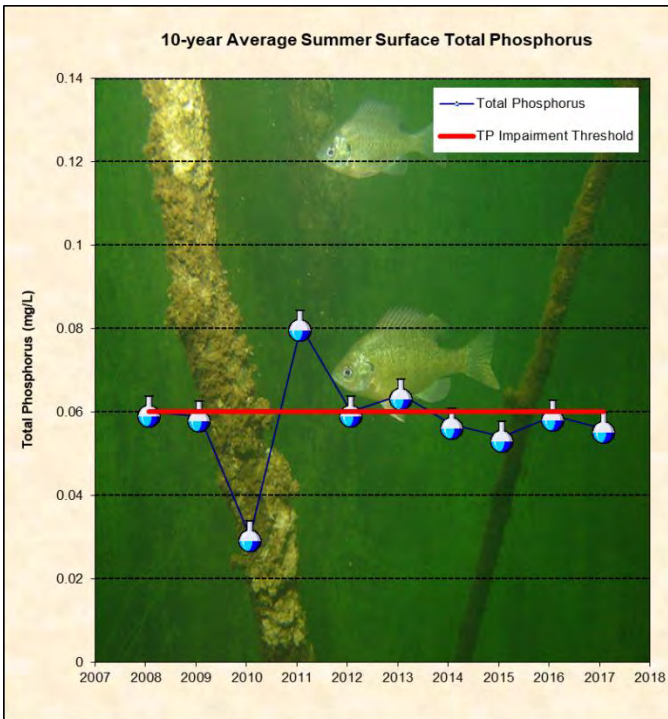 10-year Average Summer Surface Total Phosphorus
0.14
0.12
0.1
0.08
0.06
0.04
0.02
0
Total Phosphorus (mg/L)
Total Phosphorus
TP Impairment Threshold
2007 2008 2009 2010 2011 2012 2013 2014 2015 2016 2017 2018